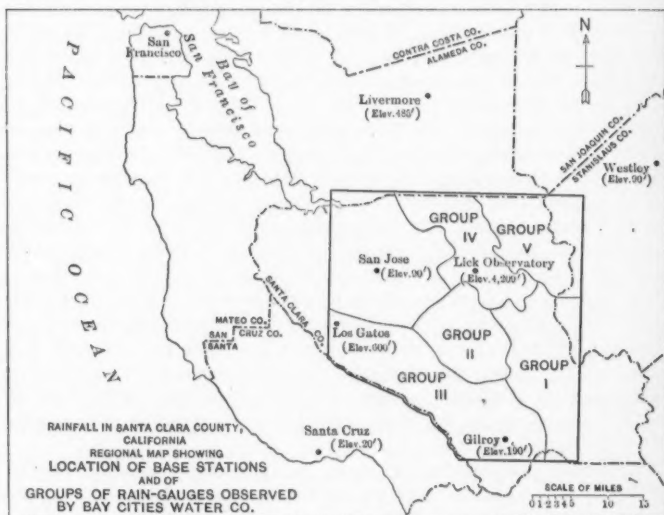 PACIFIC OCEAN
San
Francisco
San
Bay of
Francisco
CONTRA COSTA CO.
ALAMEDA CO.
N
Livermore
(Elev.485')
SAN JOAQUIN CO.
STANISLAUS CO.
Westley
(Elev.90')
GROUP
IV
GROUP
V
San Jose
(Elev.90')
Lick Observatory
(Elev.4,209')
SANTA CLARA CO.
MATEO CO.
CRUZ CO.
SAN
SANTA
Los Gatos
(Elev.600')
GROUP
II
GROUP
III
GROUP
I
Santa Cruz
(Elev.20')
Gilroy
(Elev.190')
RAINFALL IN SANTA CLARA COUNTY,
CALIFORNIA
REGIONAL MAP SHOWING
LOCATION OF BASE STATIONS
AND OF
GROUPS OF RAIN-GAUGES OBSERVED
BY BAY CITIES WATER CO.
SCALE OF MILES
0 1 2 3 4 5 10 15